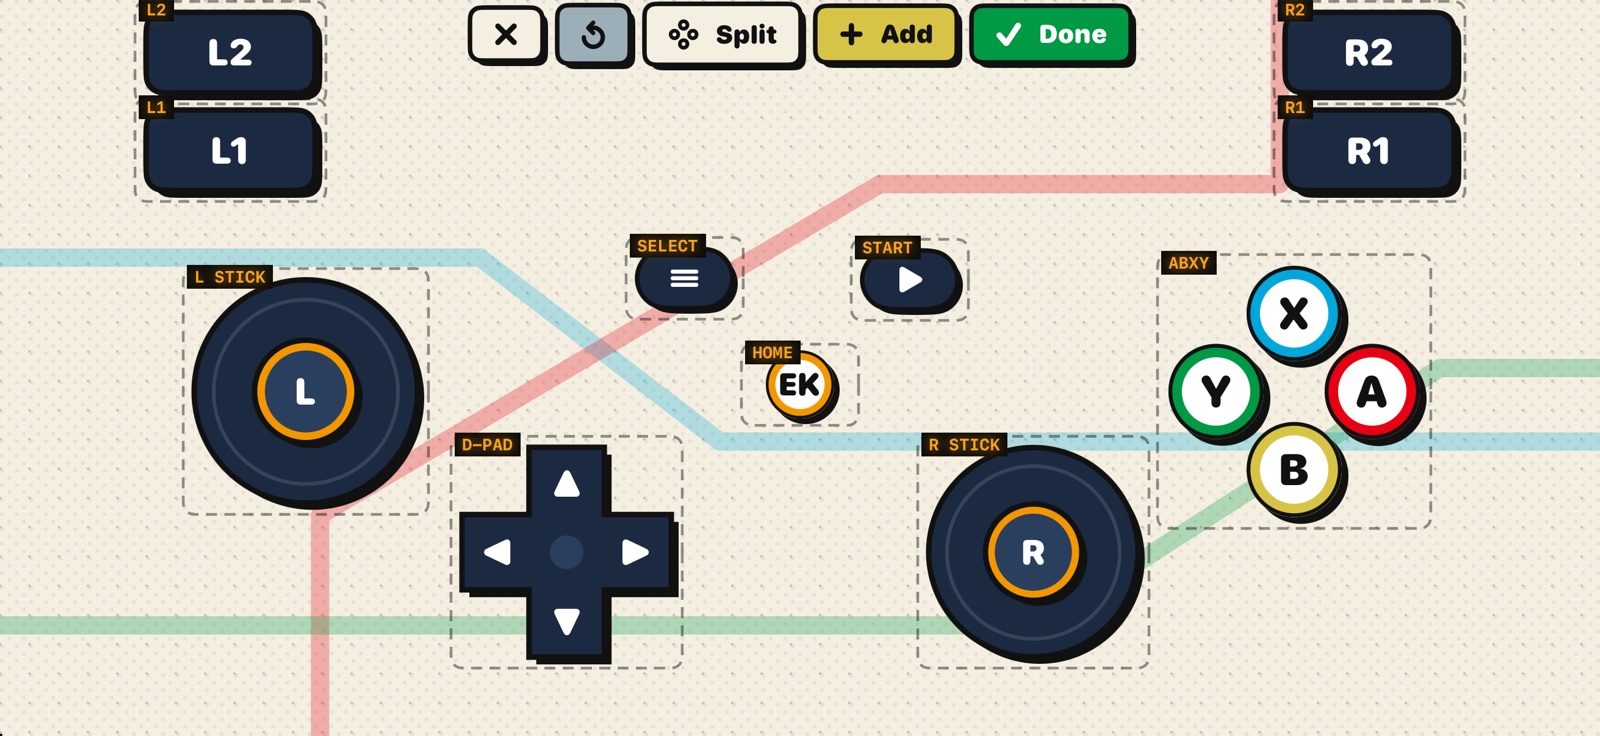 L2
L2
Split
Add
Done
R2
R2
L1
L1
R1
R1
SELECT
START
L STICK
L
HOME
EK
ABXY
X
Y
A
B
D-PAD
R STICK
R